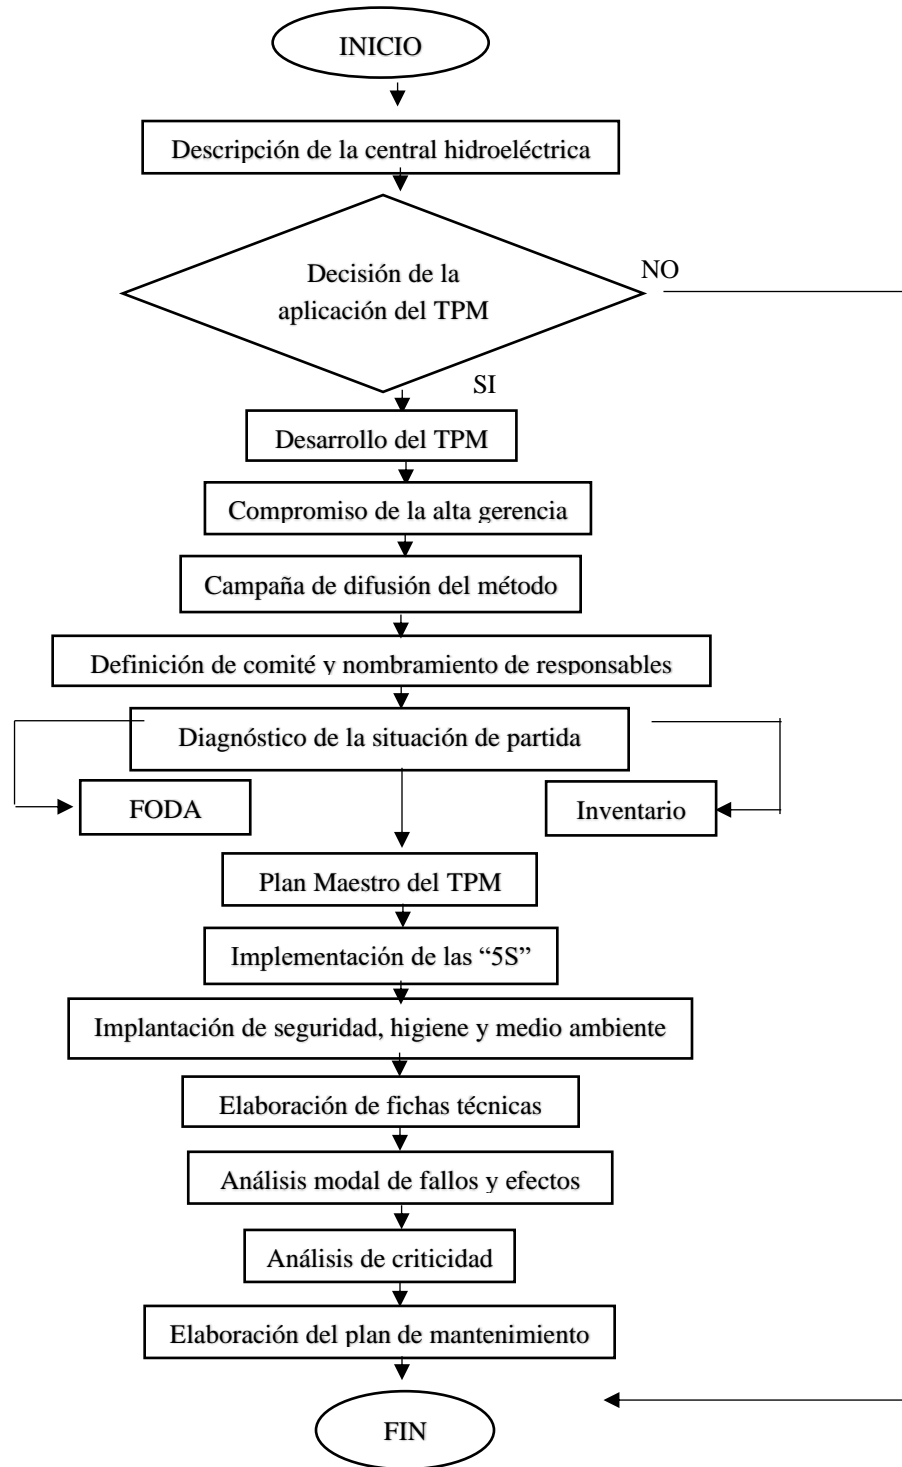 INICIO
Descripción de la central hidroeléctrica
Decisión de la
aplicación del TPM
NO
SI
Desarrollo del TPM
Compromiso de la alta gerencia
Campaña de difusión del método
Definición de comité y nombramiento de responsables
Diagnóstico de la situación de partida
FODA
Inventario
Plan Maestro del TPM
Implementación de las “5S”
Implantación de seguridad, higiene y medio ambiente
Elaboración de fichas técnicas
Análisis modal de fallos y efectos
Análisis de criticidad
Elaboración del plan de mantenimiento
FIN